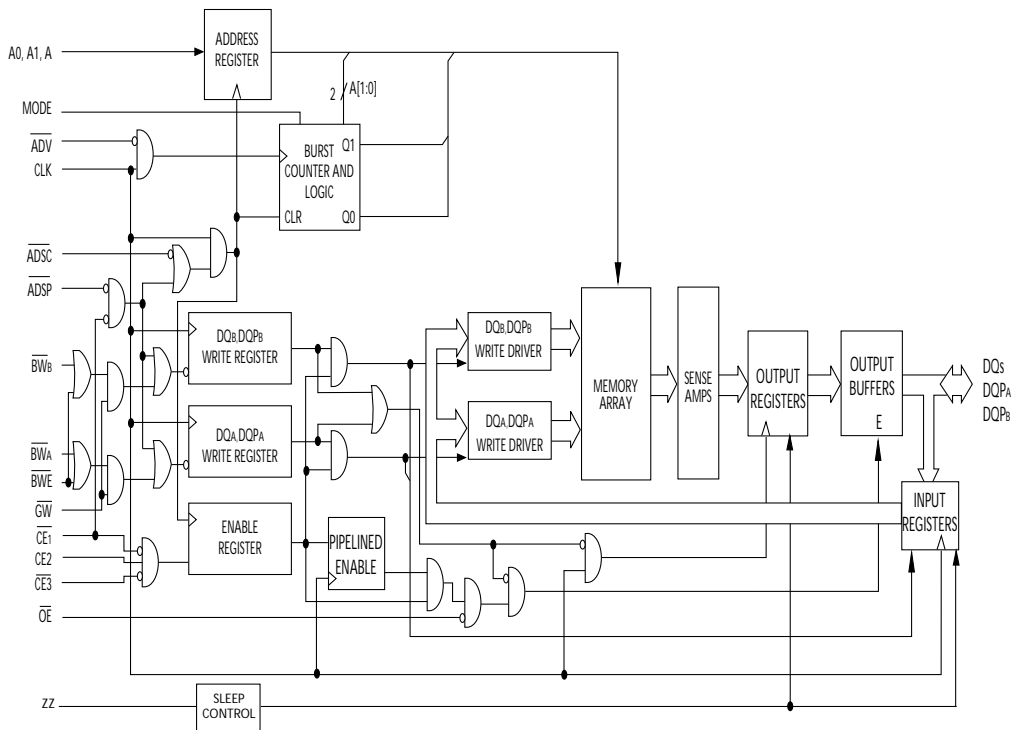 A0, A1, A
ADDRESS
REGISTER
2
A[1:0]
MODE
ADV
CLK
BURST
COUNTER AND
LOGIC
Q1
CLR
Q0
ADSC
ADSP
DQB,DQPB
WRITE REGISTER
DQB,DQPB
WRITE DRIVER
MEMORY
ARRAY
SENSE
AMPS
OUTPUT
REGISTERS
OUTPUT
BUFFERS
E
DQs
DQPA
DQPB
BWB
DQA,DQPA
WRITE REGISTER
DQA,DQPA
WRITE DRIVER
BWA
BWE
GW
CE1
CE2
CE3
ENABLE
REGISTER
PIPELINED
ENABLE
INPUT
REGISTERS
OE
ZZ
SLEEP
CONTROL